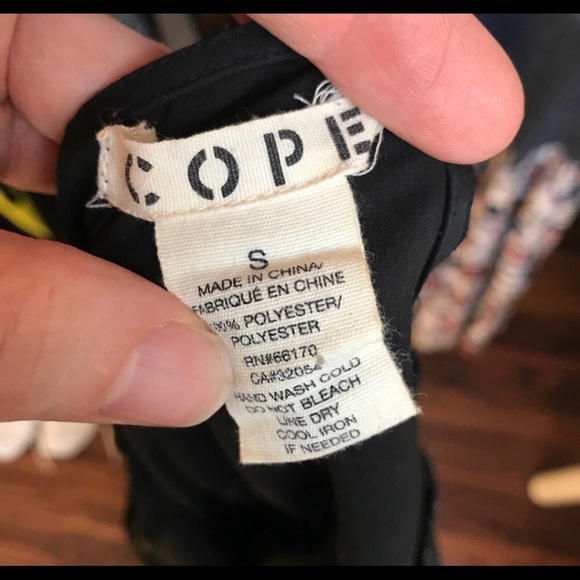 COPE
S
MADE IN CHINA/
FABRIQUÉ EN CHINE
100% POLYESTER/
POLYESTER
RN#66170
CA#32054
HAND WASH COLD
DO NOT BLEACH
LINE DRY
COOL IRON
IF NEEDED